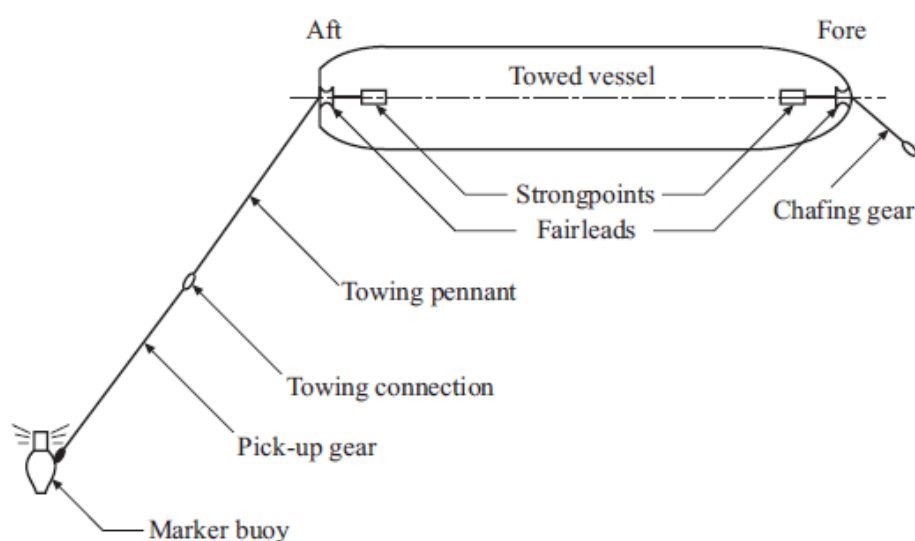 Aft
Fore
Towed vessel
Strongpoints
Chafing gear
Fairleads
Towing pennant
Towing connection
Pick-up gear
Marker buoy